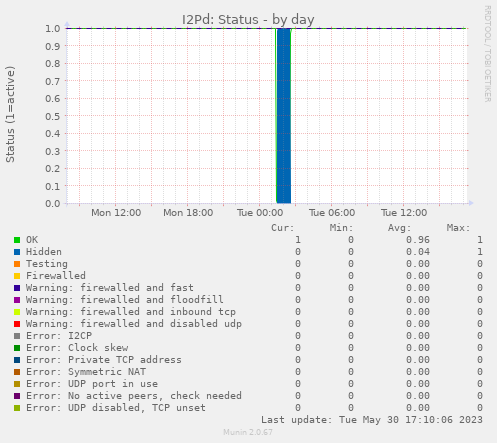 I2Pd: Status - by day
RRDTOOL / TOBI OETIKER
Status (1=active)
1.0
0.9
0.8
0.7
0.6
0.5
0.4
0.3
0.2
0.1
0.0
Mon 12:00 Mon 18:00 Tue 00:00 Tue 06:00 Tue 12:00
Cur: Min: Avg: Max:
OK 1 0 0.96 1
Hidden 0 0 0.04 1
Testing 0 0 0.00 0
Firewalled 0 0 0.00 0
Warning: firewalled and fast 0 0 0.00 0
Warning: firewalled and floodfill 0 0 0.00 0
Warning: firewalled and inbound tcp 0 0 0.00 0
Warning: firewalled and disabled udp 0 0 0.00 0
Error: I2CP 0 0 0.00 0
Error: Clock skew 0 0 0.00 0
Error: Private TCP address 0 0 0.00 0
Error: Symmetric NAT 0 0 0.00 0
Error: UDP port in use 0 0 0.00 0
Error: No active peers, check needed 0 0 0.00 0
Error: UDP disabled, TCP unset 0 0 0.00 0
Last update: Tue May 30 17:10:06 2023
Munin 2.0.67